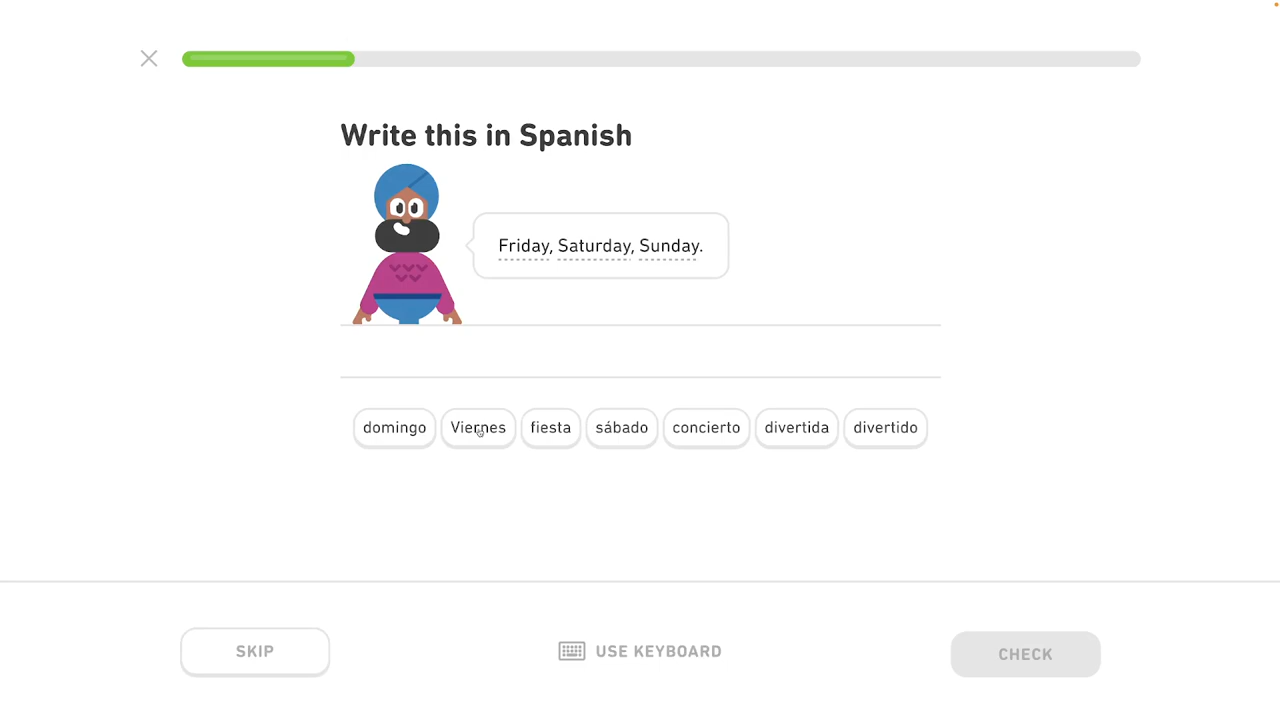 Write this in Spanish
Friday, Saturday, Sunday.
domingo Viernes fiesta sábado concierto divertida divertido
SKIP USE KEYBOARD CHECK